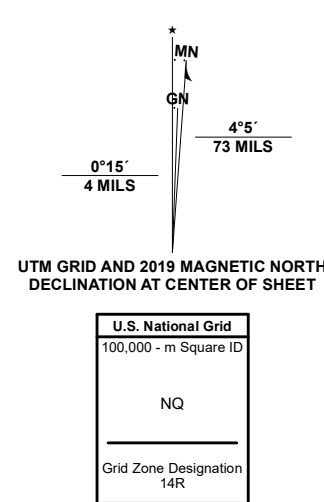 ★
MN
GN
4°5´
73 MILS
0°15´
4 MILS
UTM GRID AND 2019 MAGNETIC NORTH
DECLINATION AT CENTER OF SHEET
U.S. National Grid
100,000 - m Square ID
NQ
Grid Zone Designation
14R